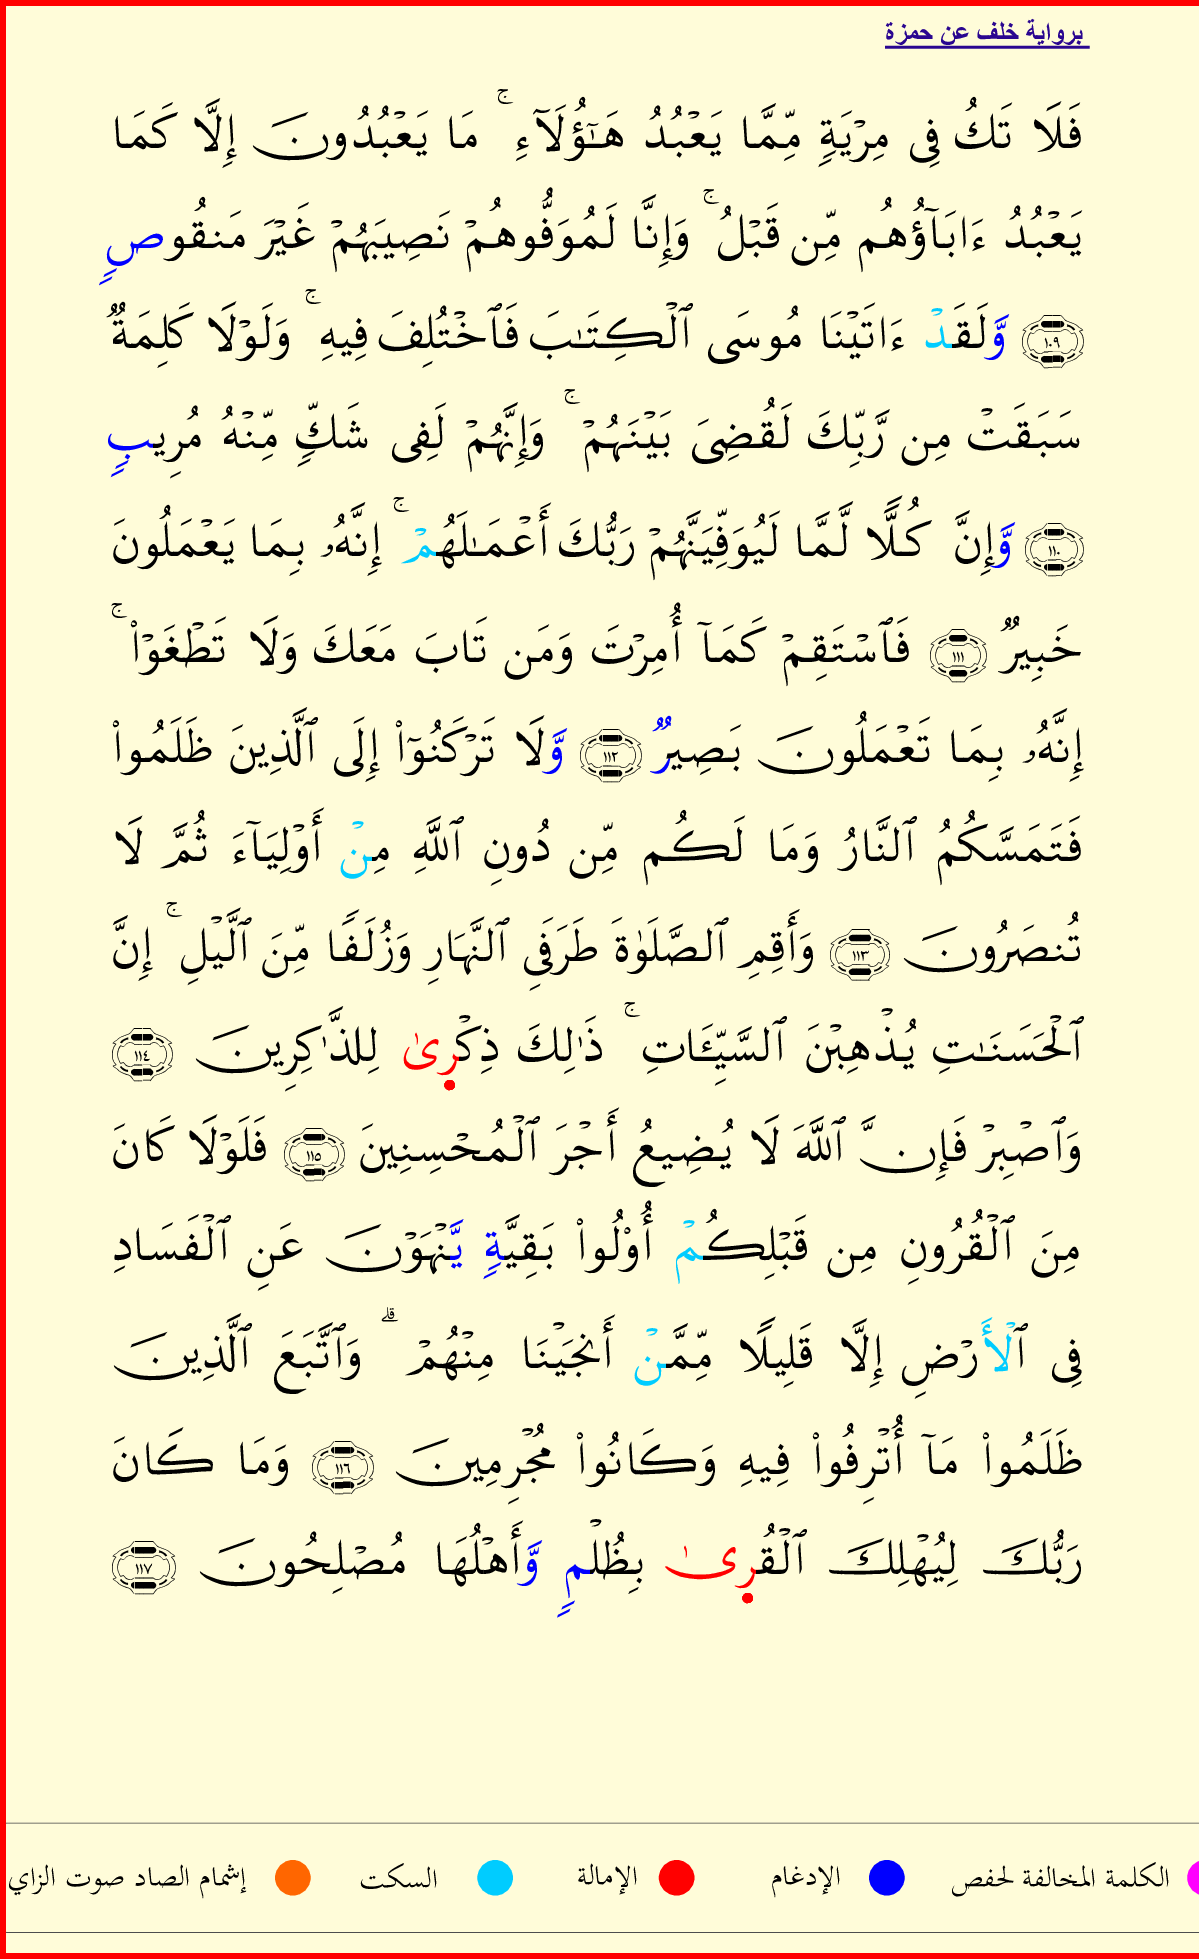 برواية خلف عن حمزة
فَلَا تَكُ فِى مِرۡيَةٖ مِّمَّا يَعۡبُدُ هَـٰٓؤُلَآءِۚ مَا يَعۡبُدُونَ إِلَّا كَمَا
يَعۡبُدُ ءَابَآؤُهُم مِّن قَبۡلُۚ وَإِنَّا لَمُوَفُّوهُمۡ نَصِيبَهُمۡ غَيۡرَ مَنقُوصٖ
١٠٩ وَّلَقَدۡ ءَاتَيۡنَا مُوسَى ٱلۡكِتَـٰبَ فَٱخۡتُلِفَ فِيهِۚ وَلَوۡلَا كَلِمَةٞ
سَبَقَتۡ مِن رَّبِّكَ لَقُضِىَ بَيۡنَهُمۡۚ وَإِنَّهُمۡ لَفِى شَكّٖ مِّنۡهُ مُرِيبٖ
١١٠ وَّإِنَّ كُلّٗا لَّمَّا لَيُوَفِّيَنَّهُمۡ رَبُّكَ أَعۡمَـٰلَهُمۡۚ إِنَّهُۥ بِمَا يَعۡمَلُونَ
خَبِيرٞ ١١١ فَٱسۡتَقِمۡ كَمَآ أُمِرۡتَ وَمَن تَابَ مَعَكَ وَلَا تَطۡغَوۡا۟ۚ
إِنَّهُۥ بِمَا تَعۡمَلُونَ بَصِيرٞ ١١٢ وَّلَا تَرۡكَنُوٓا۟ إِلَى ٱلَّذِينَ ظَلَمُوا۟
فَتَمَسَّكُمُ ٱلنَّارُ وَمَا لَكُم مِّن دُونِ ٱللَّهِ مِنۡ أَوۡلِيَآءَ ثُمَّ لَا
تُنصَرُونَ ١١٣ وَأَقِمِ ٱلصَّلَوٰةَ طَرَفَىِ ٱلنَّهَارِ وَزُلَفٗا مِّنَ ٱلَّيۡلِۚ إِنَّ
ٱلۡحَسَنَـٰتِ يُذۡهِبۡنَ ٱلسَّيِّـَٔاتِۚ ذَٰلِكَ ذِكۡرِىٰ لِلذَّٰكِرِينَ ١١٤
وَٱصۡبِرۡ فَإِنَّ ٱللَّهَ لَا يُضِيعُ أَجۡرَ ٱلۡمُحۡسِنِينَ ١١٥ فَلَوۡلَا كَانَ
مِنَ ٱلۡقُرُونِ مِن قَبۡلِكُمۡ أُو۟لُوا۟ بَقِيَّةٖ يَّنۡهَوۡنَ عَنِ ٱلۡفَسَادِ
فِى ٱلۡأَرۡضِ إِلَّا قَلِيلٗا مِّمَّنۡ أَنجَيۡنَا مِنۡهُمۡۗ وَٱتَّبَعَ ٱلَّذِينَ
ظَلَمُوا۟ مَآ أُتۡرِفُوا۟ فِيهِ وَكَانُوا۟ مُجۡرِمِينَ ١١٦ وَمَا كَانَ
رَبُّكَ لِيُهۡلِكَ ٱلۡقُرِىٰ بِظُلۡمٖ وَّأَهۡلُهَا مُصۡلِحُونَ ١١٧
الكلمة المخالفة لحفص الإدغام الإمالة السكت إشمام الصاد صوت الزاي